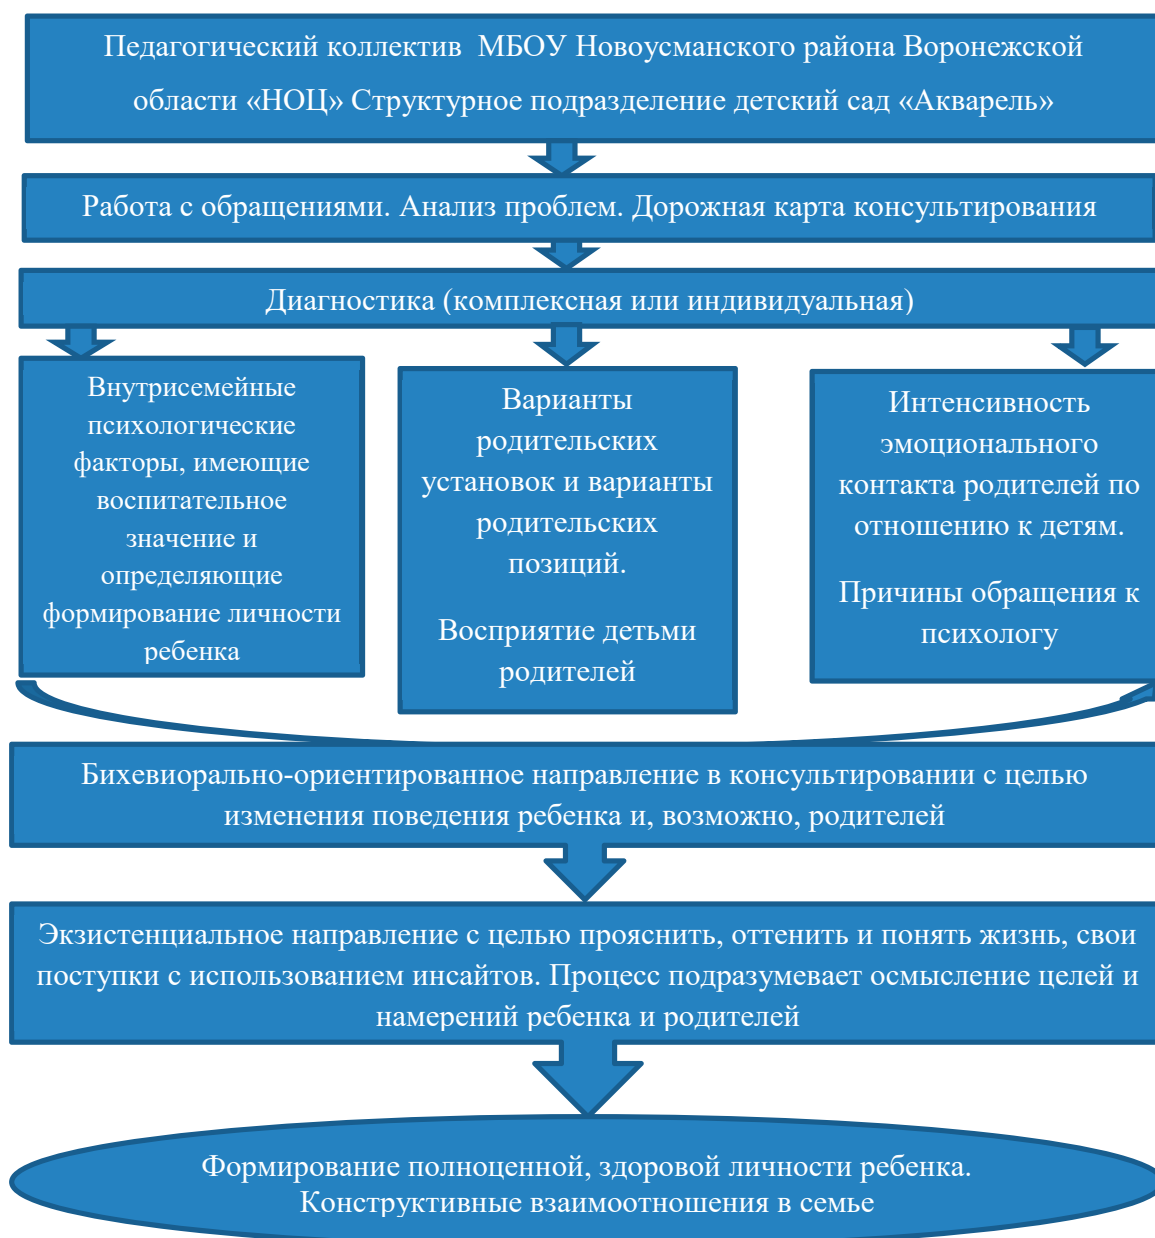 Педагогический коллектив МБОУ Новоусманского района Воронежской
области «НОЦ» Структурное подразделение детский сад «Акварель»
Работа с обращениями. Анализ проблем. Дорожная карта консультирования
Диагностика (комплексная или индивидуальная)
Внутрисемейные
психологические
факторы, имеющие
воспитательное
значение и
определяющие
формирование личности
ребенка
Варианты
родительских
установок и варианты
родительских
позиций.
Восприятие детьми
родителей
Интенсивность
эмоционального
контакта родителей по
отношению к детям.
Причины обращения к
психологу
Бихевиорально-ориентированное направление в консультировании с целью
изменения поведения ребенка и, возможно, родителей
Экзистенциальное направление с целью прояснить, оттенить и понять жизнь, свои
поступки с использованием инсайтов. Процесс подразумевает осмысление целей и
намерений ребенка и родителей
Формирование полноценной, здоровой личности ребенка.
Конструктивные взаимоотношения в семье